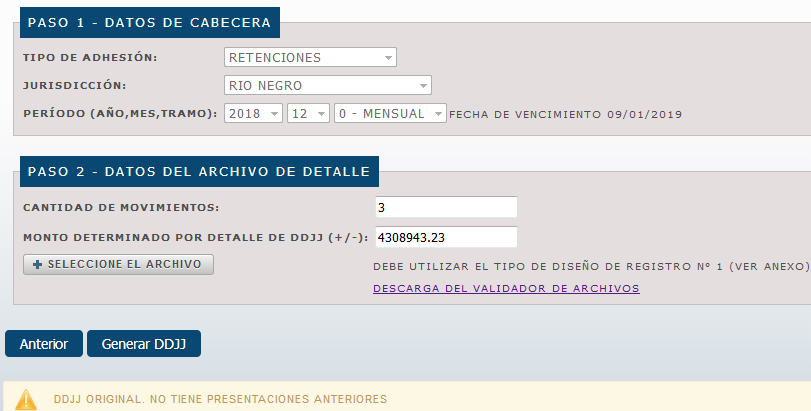 PASO 1 - DATOS DE CABECERA
TIPO DE ADHESIÓN: RETENCIONES
JURISDICCIÓN: RIO NEGRO
PERÍODO (AÑO,MES,TRAMO): 2018 12 0 - MENSUAL FECHA DE VENCIMIENTO 09/01/2019
PASO 2 - DATOS DEL ARCHIVO DE DETALLE
CANTIDAD DE MOVIMIENTOS: 3
MONTO DETERMINADO POR DETALLE DE DDJJ (+/-): 4308943.23
+ SELECCIONE EL ARCHIVO DEBE UTILIZAR EL TIPO DE DISEÑO DE REGISTRO N° 1 (VER ANEXO)
DESCARGA DEL VALIDADOR DE ARCHIVOS
Anterior Generar DDJJ
DDJJ ORIGINAL. NO TIENE PRESENTACIONES ANTERIORES